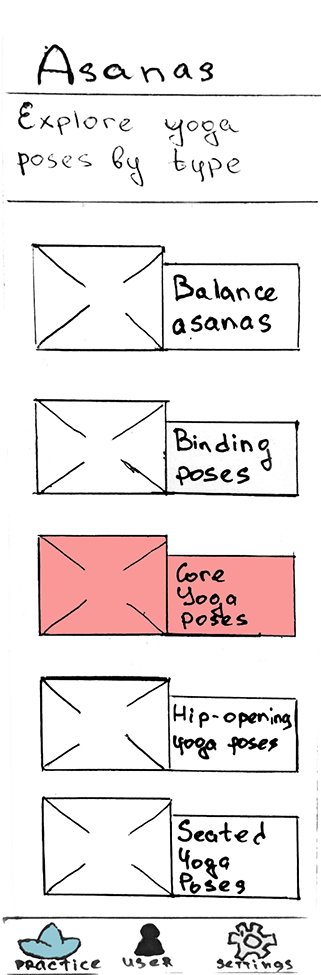 Asanas
Explore yoga
poses by type
Balance
asanas
Binding
poses
Core
Yoga
poses
Hip-opening
yoga poses
Seated
Yoga
Poses
PRACTICE
USER
Settings